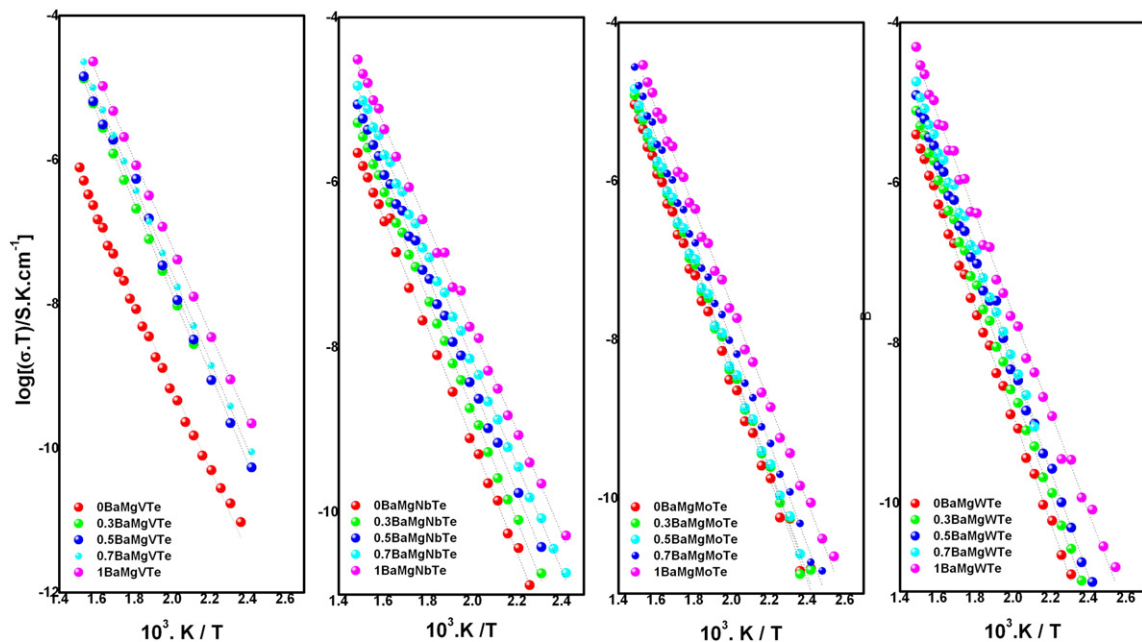 -4
-6
-8
-10
-12
log[(σ.T)/S.K.cm⁻¹]
0BaMgVTe
0.3BaMgVTe
0.5BaMgVTe
0.7BaMgVTe
1BaMgVTe
1.4 1.6 1.8 2.0 2.2 2.4 2.6
10³. K / T
-4
-6
-8
-10
0BaMgNbTe
0.3BaMgNbTe
0.5BaMgNbTe
0.7BaMgNbTe
1BaMgNbTe
1.4 1.6 1.8 2.0 2.2 2.4
10³.K /T
-4
-6
-8
-10
0BaMgMoTe
0.3BaMgMoTe
0.5BaMgMoTe
0.7BaMgMoTe
1BaMgMoTe
1.4 1.6 1.8 2.0 2.2 2.4 2.6
10³. K / T
B
-4
-6
-8
-10
0BaMgWTe
0.3BaMgWTe
0.5BaMgWTe
0.7BaMgWTe
1BaMgWTe
1.4 1.6 1.8 2.0 2.2 2.4 2.6
10³. K / T